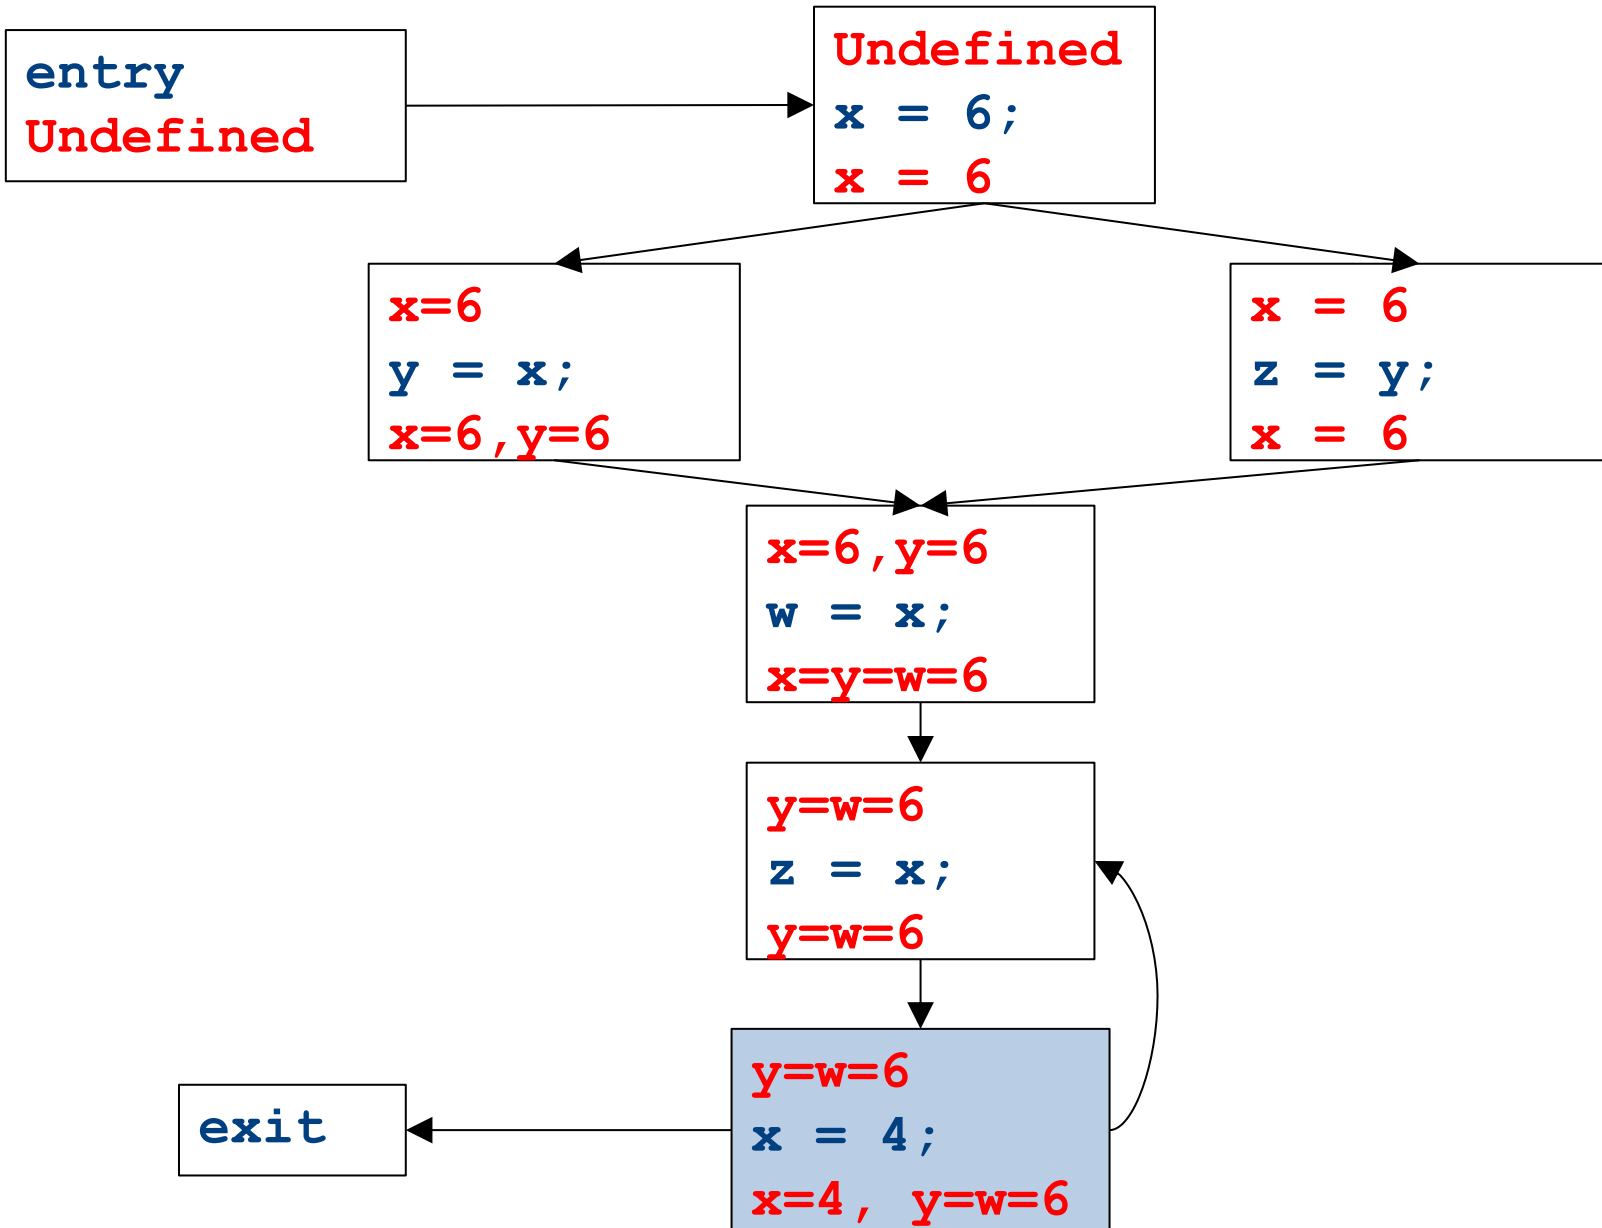 entry
Undefined
Undefined
x = 6;
x = 6
x=6
y = x;
x=6,y=6
x = 6
z = y;
x = 6
x=6,y=6
w = x;
x=y=w=6
y=w=6
z = x;
y=w=6
y=w=6
x = 4;
x=4, y=w=6
exit